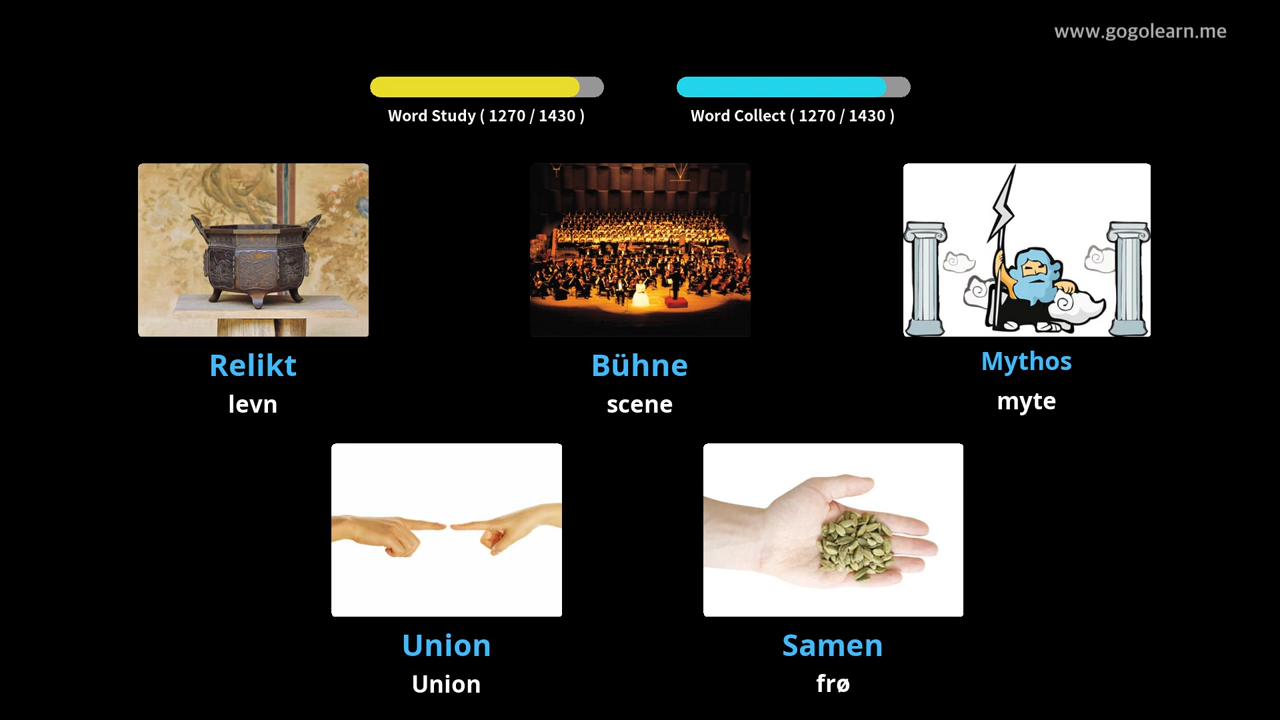 www.gogolearn.me
Word Study ( 1270 / 1430 )
Word Collect ( 1270 / 1430 )
Relikt
levn
Bühne
scene
Mythos
myte
Union
Union
Samen
frø